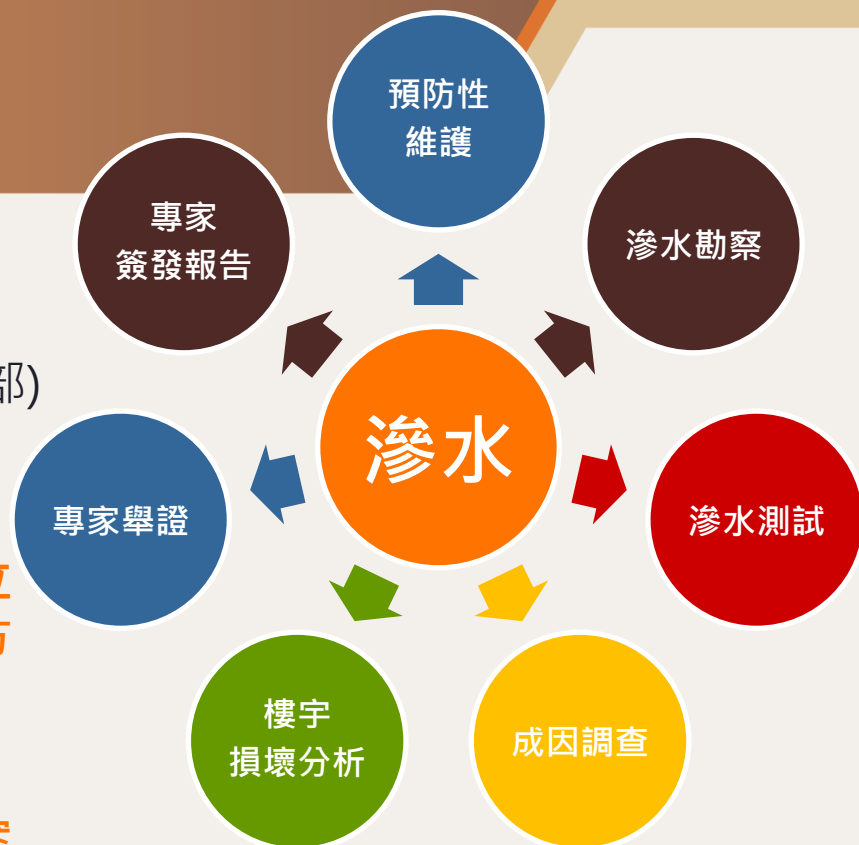 預防性
維護
專家
簽發報告
滲水勘察
部)
滲水
專家舉證
滲水測試
樓宇
損壞分析
成因調查